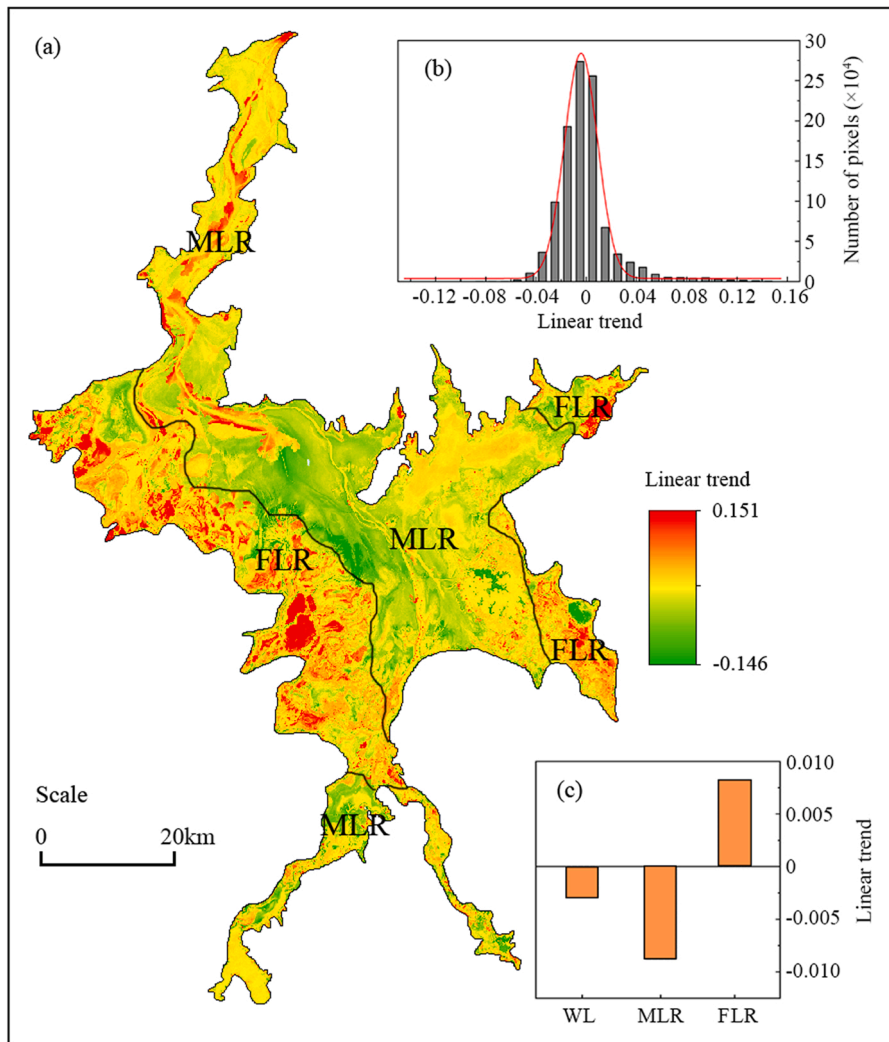 (a)
MLR
FLR
MLR
FLR
FLR
MLR
Scale
0 20km
(b)
30
25
20
15
10
5
0
Number of pixels (×10⁴)
-0.12 -0.08 -0.04 0 0.04 0.08 0.12 0.16
Linear trend
Linear trend
0.151
-0.146
(c)
0.010
0.005
0
-0.005
-0.010
Linear trend
WL MLR FLR